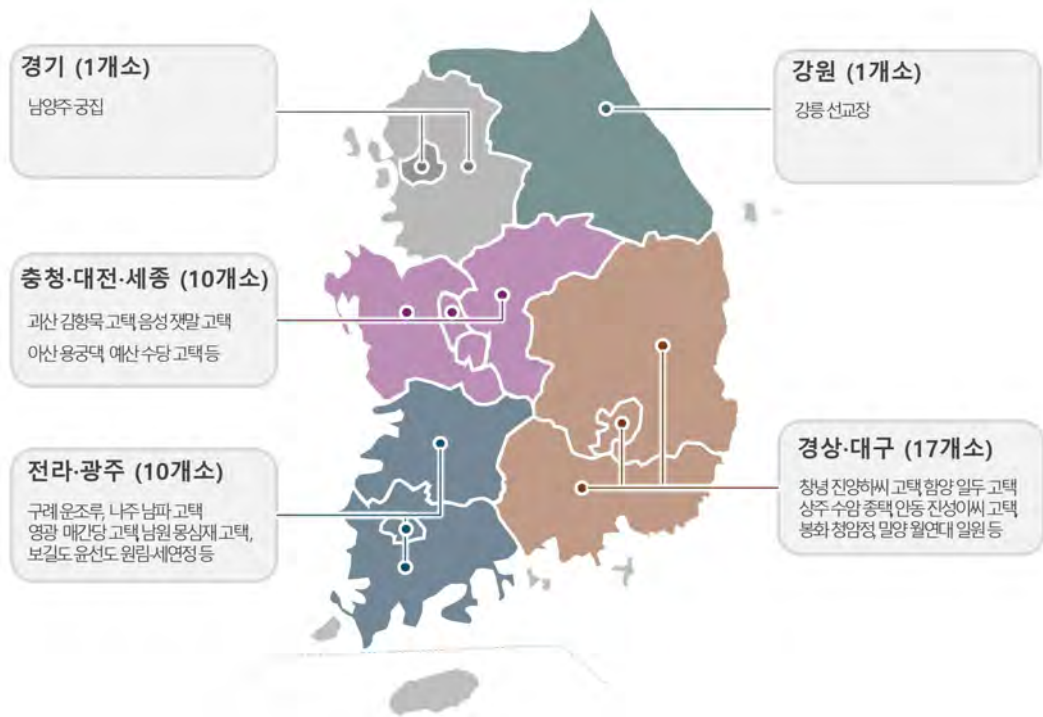 경기 (1개소)
남양주 궁집
강원 (1개소)
강릉 선교장
충청·대전·세종 (10개소)
괴산 김항묵 고택, 음성 잿말 고택
아산 용궁댁, 예산 수당 고택 등
전라·광주 (10개소)
구례 운조루, 나주 남파 고택
영광 매간당 고택, 남원 몽심재 고택,
보길도 윤선도 원림·세연정 등
경상·대구 (17개소)
창녕 진양하씨 고택, 함양 일두 고택
상주 수암 종택, 안동 진성이씨 고택,
봉화 청암정, 밀양 월연대 일원 등